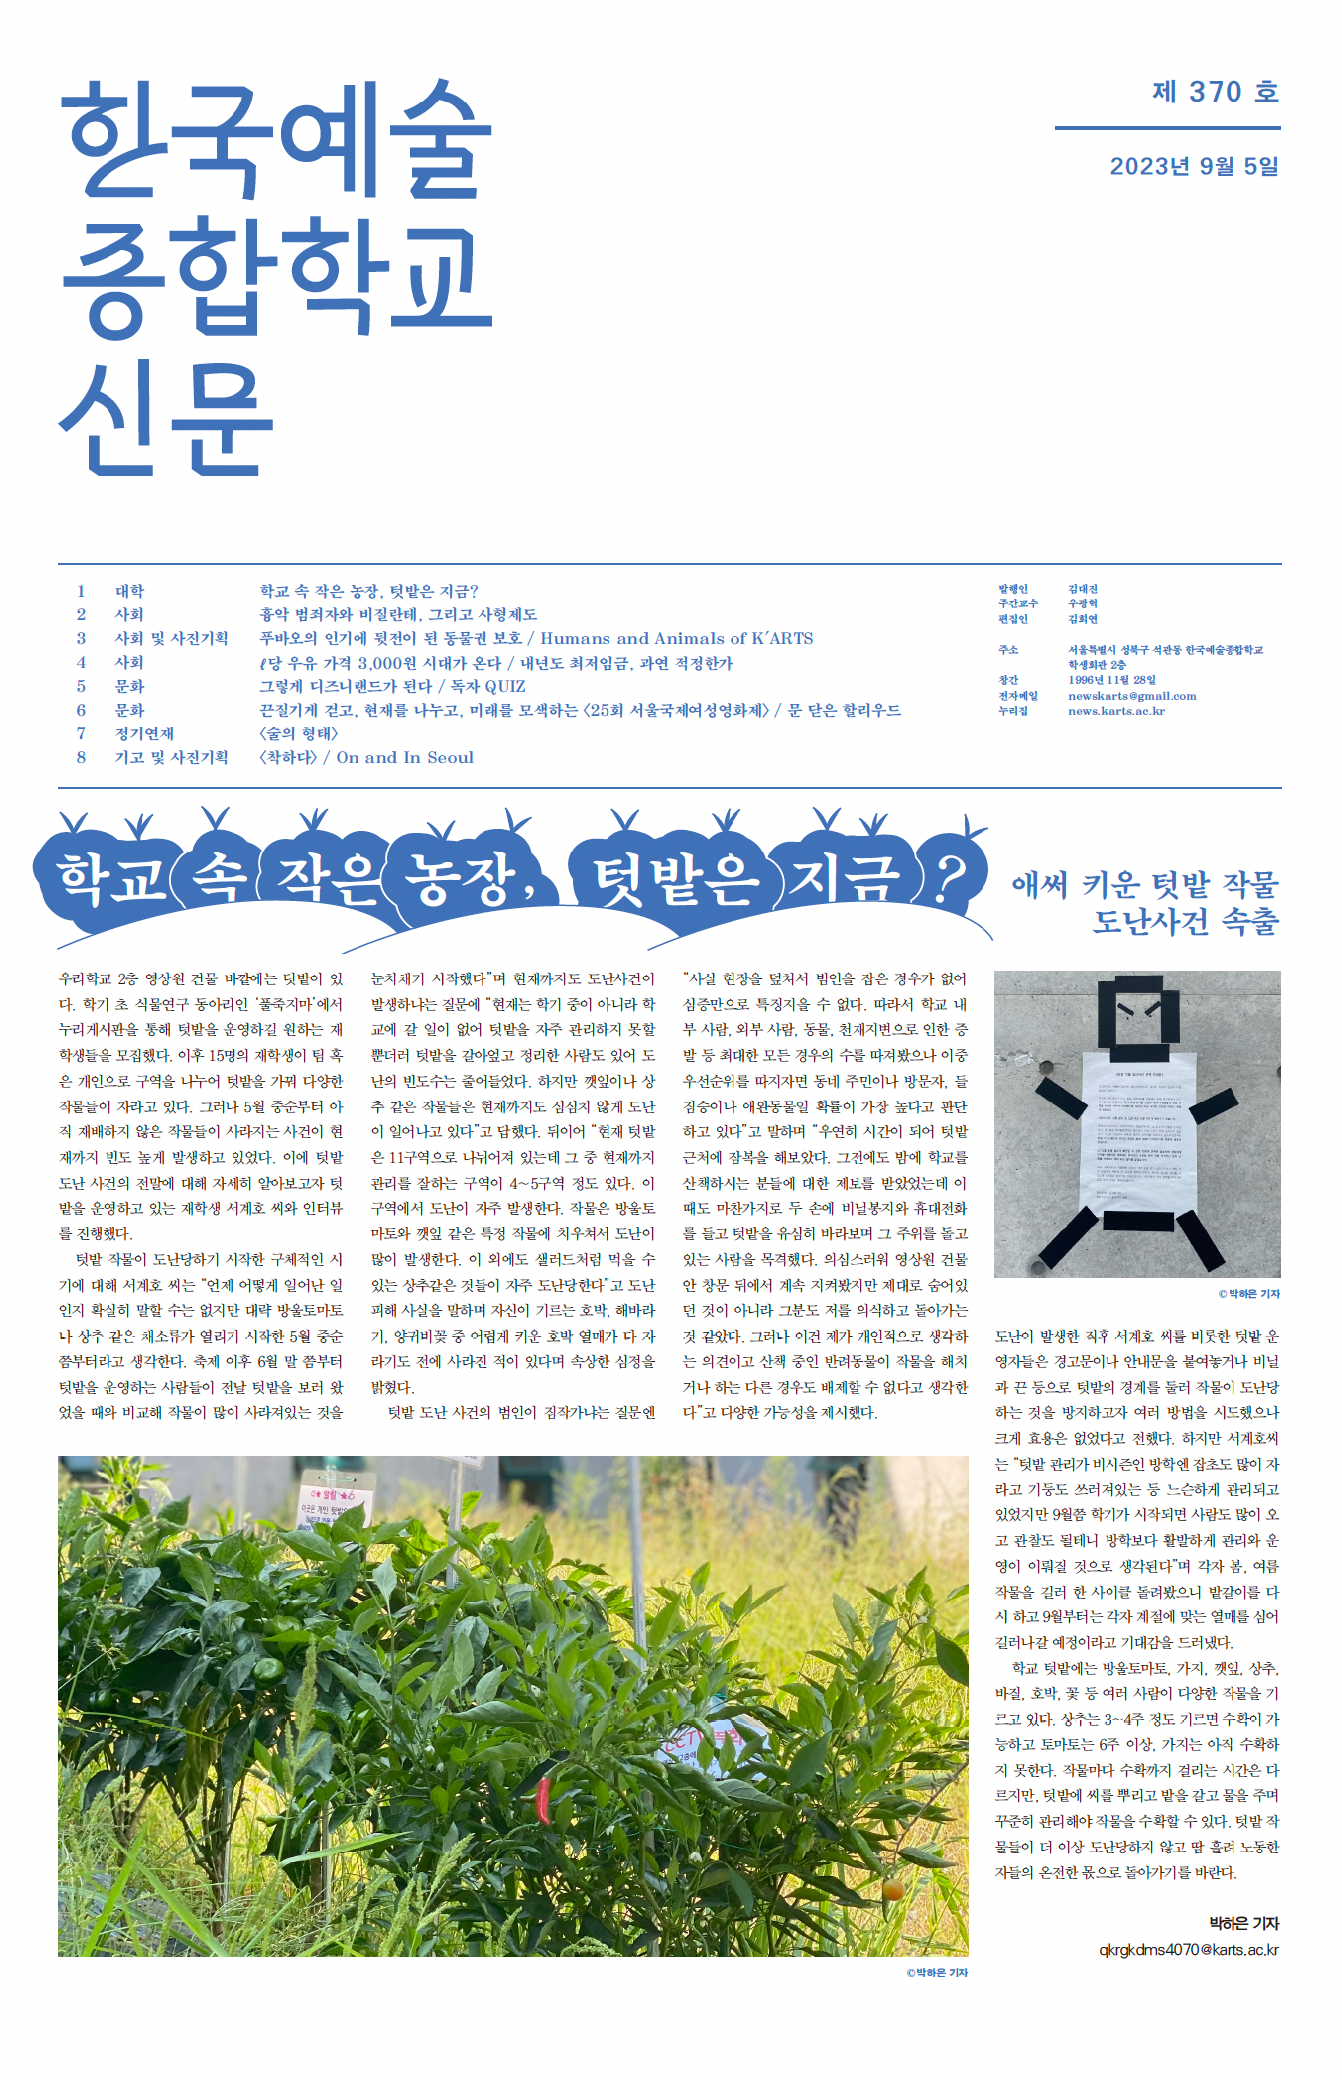 한국예술
종합학교
신문
제 370 호
2023년 9월 5일
1 대학 학교 속 작은 농장, 텃밭은 지금?
2 사회 흉악 범죄자와 비질란테, 그리고 사형제도
3 사회 및 사진기획 푸바오의 인기에 뒷전이 된 동물권 보호 / Humans and Animals of K'ARTS
4 사회 ℓ당 우유 가격 3,000원 시대가 온다 / 내년도 최저임금, 과연 적정한가
5 문화 그렇게 디즈니랜드가 된다 / 독자 QUIZ
6 문화 끈질기게 걷고, 현재를 나누고, 미래를 모색하는 〈25회 서울국제여성영화제〉 / 문 닫은 할리우드
7 정기연재 〈술의 형태〉
8 기고 및 사진기획 〈착하다〉 / On and In Seoul
발행인 김대진
주간교수 우광혁
편집인 김희연
주소 서울특별시 성북구 석관동 한국예술종합학교
학생회관 2층
창간 1996년 11월 28일
전자메일 newskarts@gmail.com
누리집 news.karts.ac.kr
학교 속 작은 농장, 텃밭은 지금?
애써 키운 텃밭 작물
도난사건 속출
우리학교 2층 영상원 건물 바깥에는 텃밭이 있
다. 학기 초 식물연구 동아리인 ‘풀죽지마’에서
누리게시판을 통해 텃밭을 운영하길 원하는 재
학생들을 모집했다. 이후 15명의 재학생이 팀 혹
은 개인으로 구역을 나누어 텃밭을 가꿔 다양한
작물들이 자라고 있다. 그러나 5월 중순부터 아
직 재배하지 않은 작물들이 사라지는 사건이 현
재까지 빈도 높게 발생하고 있었다. 이에 텃밭
도난 사건의 전말에 대해 자세히 알아보고자 텃
밭을 운영하고 있는 재학생 서계호 씨와 인터뷰
를 진행했다.
텃밭 작물이 도난당하기 시작한 구체적인 시
기에 대해 서계호 씨는 “언제 어떻게 일어난 일
인지 확실히 말할 수는 없지만 대략 방울토마토
나 상추 같은 채소류가 열리기 시작한 5월 중순
쯤부터라고 생각한다. 축제 이후 6월 말 쯤부터
텃밭을 운영하는 사람들이 전날 텃밭을 보러 왔
었을 때와 비교해 작물이 많이 사라져있는 것을
눈치채기 시작했다”며 현재까지도 도난사건이
발생하냐는 질문에 “현재는 학기 중이 아니라 학
교에 갈 일이 없어 텃밭을 자주 관리하지 못할
뿐더러 텃밭을 갈아엎고 정리한 사람도 있어 도
난의 빈도수는 줄어들었다. 하지만 깻잎이나 상
추 같은 작물들은 현재까지도 심심치 않게 도난
이 일어나고 있다”고 답했다. 뒤이어 “현재 텃밭
은 11구역으로 나뉘어져 있는데 그 중 현재까지
관리를 잘하는 구역이 4~5구역 정도 있다. 이
구역에서 도난이 자주 발생한다. 작물은 방울토
마토와 깻잎 같은 특정 작물에 치우쳐서 도난이
많이 발생한다. 이 외에도 샐러드처럼 먹을 수
있는 상추같은 것들이 자주 도난당한다”고 도난
피해 사실을 말하며 자신이 기르는 호박, 해바라
기, 양귀비꽃 중 어렵게 키운 호박 열매가 다 자
라기도 전에 사라진 적이 있다며 속상한 심정을
밝혔다.
텃밭 도난 사건의 범인이 짐작가냐는 질문엔
“사실 현장을 덮쳐서 범인을 잡은 경우가 없어
심증만으로 특징지을 수 없다. 따라서 학교 내
부 사람, 외부 사람, 동물, 천재지변으로 인한 증
발 등 최대한 모든 경우의 수를 따져봤으나 이중
우선순위를 따지자면 동네 주민이나 방문자, 들
짐승이나 애완동물일 확률이 가장 높다고 판단
하고 있다”고 말하며 “우연히 시간이 되어 텃밭
근처에 잠복을 해보았다. 그전에도 밤에 학교를
산책하시는 분들에 대한 제보를 받았었는데 이
때도 마찬가지로 두 손에 비닐봉지와 휴대전화
를 들고 텃밭을 유심히 바라보며 그 주위를 돌고
있는 사람을 목격했다. 의심스러워 영상원 건물
안 창문 뒤에서 계속 지켜봤지만 제대로 숨어있
던 것이 아니라 그분도 저를 의식하고 돌아가는
것 같았다. 그러나 이건 제가 개인적으로 생각하
는 의견이고 산책 중인 반려동물이 작물을 해치
거나 하는 다른 경우도 배제할 수 없다고 생각한
다”고 다양한 가능성을 제시했다.
©박하은 기자
도난이 발생한 직후 서계호 씨를 비롯한 텃밭 운
영자들은 경고문이나 안내문을 붙여놓거나 비닐
과 끈 등으로 텃밭의 경계를 둘러 작물이 도난당
하는 것을 방지하고자 여러 방법을 시도했으나
크게 효용은 없었다고 전했다. 하지만 서계호씨
는 “텃밭 관리가 비시즌인 방학엔 잡초도 많이 자
라고 기둥도 쓰러져있는 등 느슨하게 관리되고
있었지만 9월쯤 학기가 시작되면 사람도 많이 오
고 관찰도 될테니 방학보다 활발하게 관리와 운
영이 이뤄질 것으로 생각된다”며 각자 봄, 여름
작물을 길러 한 사이클 돌려봤으니 밭갈이를 다
시 하고 9월부터는 각자 계절에 맞는 열매를 심어
길러나갈 예정이라고 기대감을 드러냈다.
학교 텃밭에는 방울토마토, 가지, 깻잎, 상추,
바질, 호박, 꽃 등 여러 사람이 다양한 작물을 기
르고 있다. 상추는 3~4주 정도 기르면 수확이 가
능하고 토마토는 6주 이상, 가지는 아직 수확하
지 못한다. 작물마다 수확까지 걸리는 시간은 다
르지만, 텃밭에 씨를 뿌리고 밭을 갈고 물을 주며
꾸준히 관리해야 작물을 수확할 수 있다. 텃밭 작
물들이 더 이상 도난당하지 않고 땀 흘려 노동한
자들의 온전한 몫으로 돌아가기를 바란다.
박하은 기자
qkrgkdms4070@karts.ac.kr
알림
이곳은 개인 텃밭
CCTV
©박하은 기자